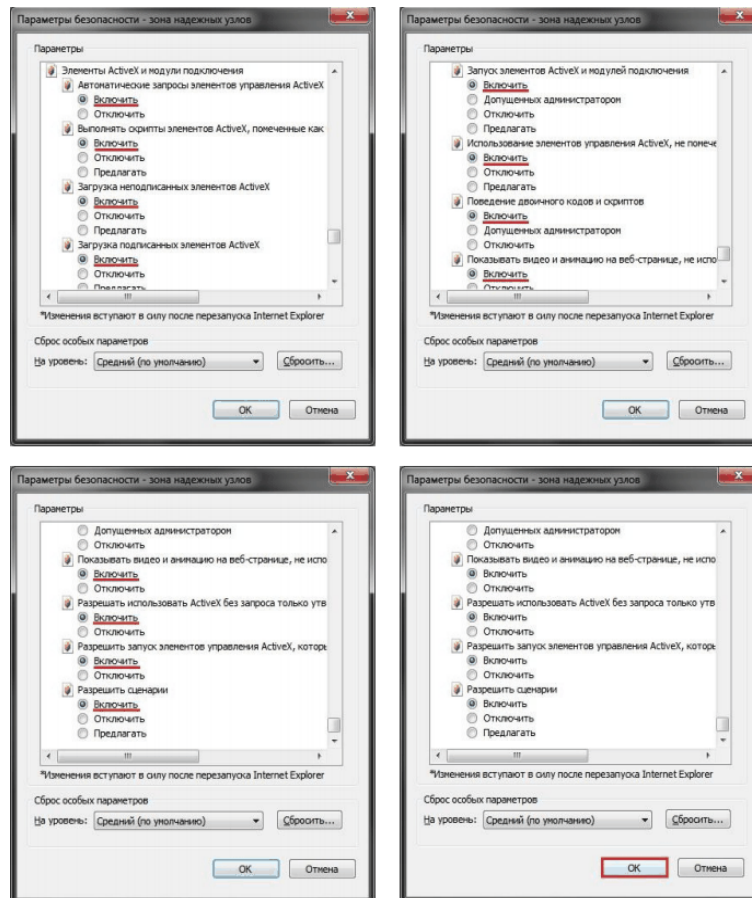 Параметры безопасности - зона надежных узлов
Параметры
Элементы ActiveX и модули подключения
Автоматические запросы элементов управления ActiveX
Включить
Отключить
Выполнять скрипты элементов ActiveX, помеченные как
Включить
Отключить
Предлагать
Загрузка неподписанных элементов ActiveX
Включить
Отключить
Предлагать
Загрузка подписанных элементов ActiveX
Включить
Отключить
Предлагать
*Изменения вступают в силу после перезапуска Internet Explorer
Сброс особых параметров
На уровень: Средний (по умолчанию) Сбросить...
OK Отмена
Параметры безопасности - зона надежных узлов
Параметры
Запуск элементов ActiveX и модулей подключения
Включить
Допущенных администратором
Отключить
Предлагать
Использование элементов управления ActiveX, не помече
Включить
Отключить
Предлагать
Поведение двоичного кодов и скриптов
Включить
Допущенных администратором
Отключить
Показывать видео и анимацию на веб-странице, не испо
Включить
Отключить
*Изменения вступают в силу после перезапуска Internet Explorer
Сброс особых параметров
На уровень: Средний (по умолчанию) Сбросить...
OK Отмена
Параметры безопасности - зона надежных узлов
Параметры
Допущенных администратором
Отключить
Показывать видео и анимацию на веб-странице, не испо
Включить
Отключить
Разрешать использовать ActiveX без запроса только утв
Включить
Отключить
Разрешить запуск элементов управления ActiveX, которы
Включить
Отключить
Разрешить сценарии
Включить
Отключить
Предлагать
*Изменения вступают в силу после перезапуска Internet Explorer
Сброс особых параметров
На уровень: Средний (по умолчанию) Сбросить...
OK Отмена
Параметры безопасности - зона надежных узлов
Параметры
Допущенных администратором
Отключить
Показывать видео и анимацию на веб-странице, не испо
Включить
Отключить
Разрешать использовать ActiveX без запроса только утв
Включить
Отключить
Разрешить запуск элементов управления ActiveX, которы
Включить
Отключить
Разрешить сценарии
Включить
Отключить
Предлагать
*Изменения вступают в силу после перезапуска Internet Explorer
Сброс особых параметров
На уровень: Средний (по умолчанию) Сбросить...
OK Отмена